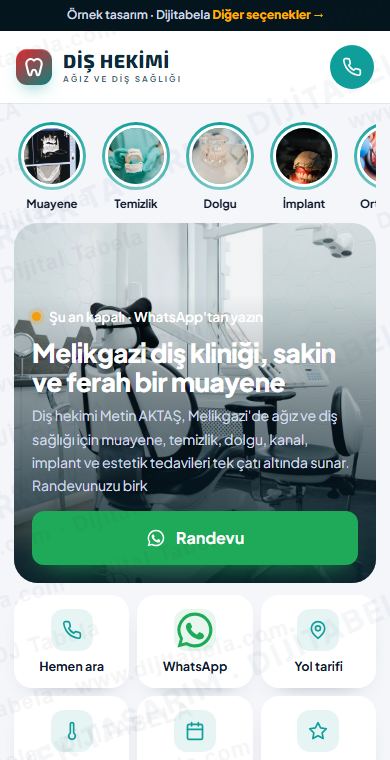 Örnek tasarım · Dijitabela Diğer seçenekler →
DİŞ HEKİMİ
AĞIZ VE DİŞ SAĞLIĞI
Muayene
Temizlik
Dolgu
İmplant
Şu an kapalı · WhatsApp'tan yazın
Melikgazi diş kliniği, sakin
ve ferah bir muayene
Diş hekimi Metin AKTAŞ, Melikgazi'de ağız ve diş
sağlığı için muayene, temizlik, dolgu, kanal,
implant ve estetik tedavileri tek çatı altında sunar.
Randevunuzu birk
Randevu
Hemen ara
WhatsApp
Yol tarifi